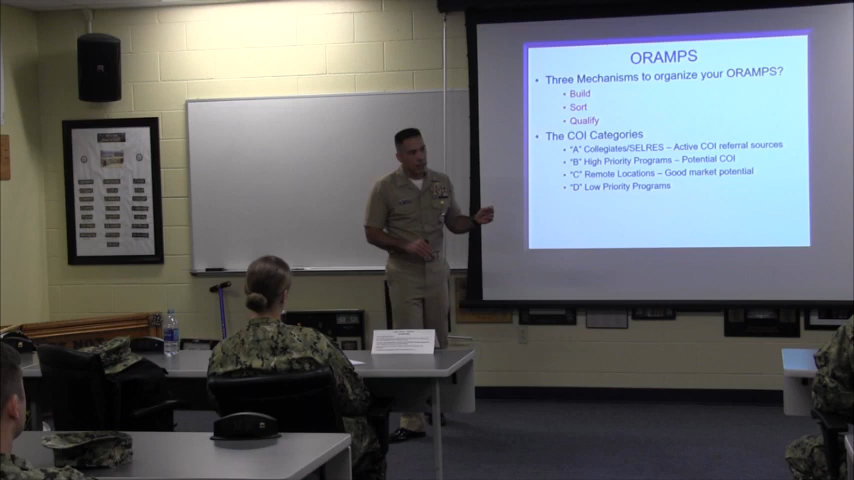 ORAMPS
• Three Mechanisms to organize your ORAMPS?
• Build
• Sort
• Qualify
• The COI Categories
• "A" Collegiates/SELRES – Active COI referral sources
• "B" High Priority Programs – Potential COI
• "C" Remote Locations – Good market potential
• "D" Low Priority Programs